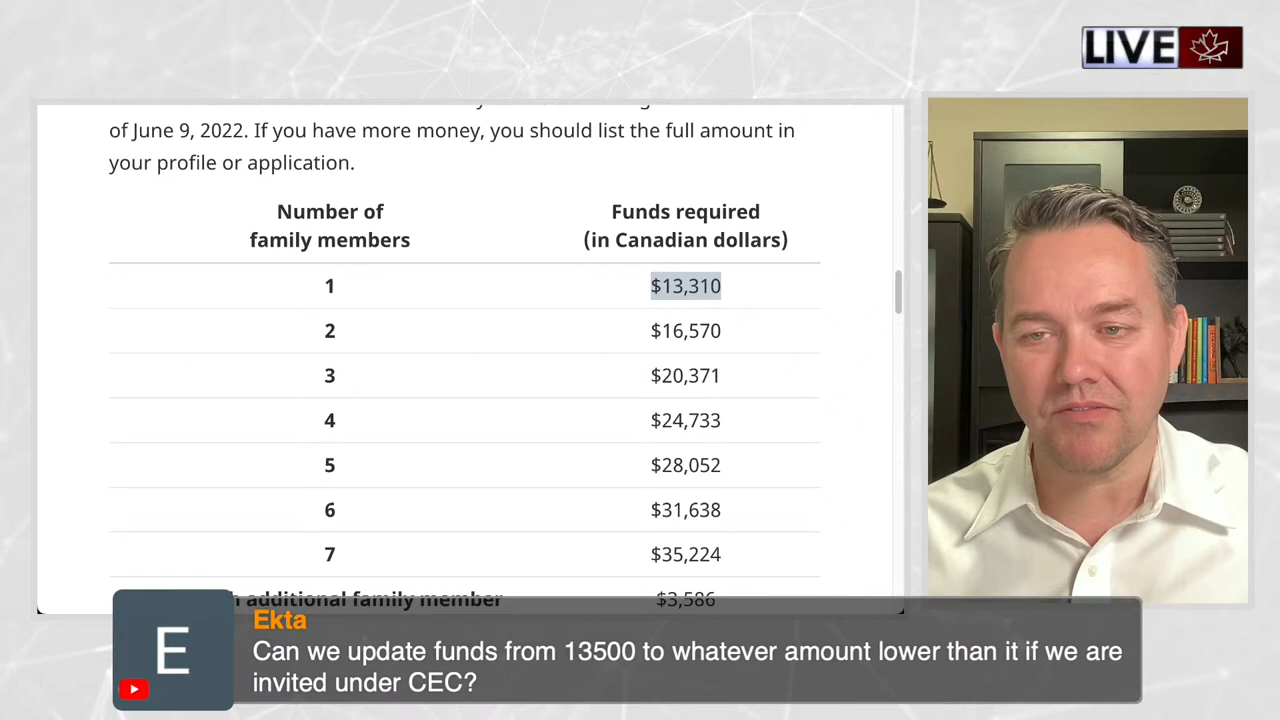 LIVE
of June 9, 2022. If you have more money, you should list the full amount in
your profile or application.
Number of
family members
Funds required
(in Canadian dollars)
1 $13,310
2 $16,570
3 $20,371
4 $24,733
5 $28,052
6 $31,638
7 $35,224
additional family member $3,586
E
Ekta
Can we update funds from 13500 to whatever amount lower than it if we are
invited under CEC?